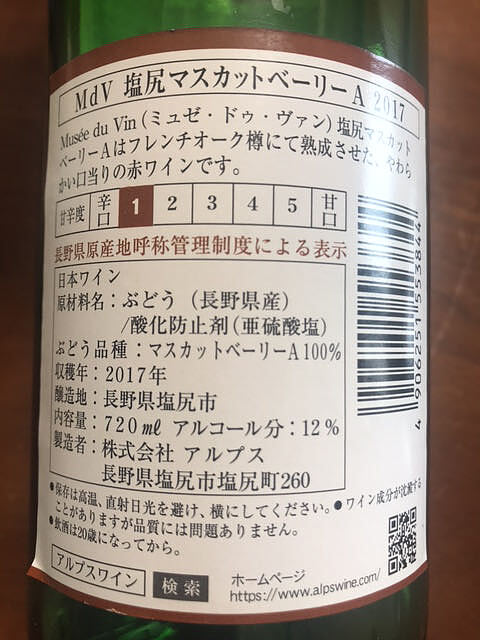 MdV 塩尻マスカットベーリーA 2017
Musée du Vin(ミュゼ・ドゥ・ヴァン)塩尻マスカット
ベーリーAはフレンチオーク樽にて熟成させた、やわら
かい口当りの赤ワインです。
甘辛度 辛口 1 2 3 4 5 甘口
長野県原産地呼称管理制度による表示
日本ワイン
原材料名:ぶどう(長野県産)
/酸化防止剤(亜硫酸塩)
ぶどう品種:マスカットベーリーA100%
収穫年:2017年
醸造地:長野県塩尻市
内容量:720mℓ アルコール分:12%
製造者:株式会社 アルプス
長野県塩尻市塩尻町260
4 906251 553844
●保存は高温、直射日光を避け、横にしてください。●ワイン成分が沈澱する
ことがありますが品質には問題ありません。
●飲酒は20歳になってから。
アルプスワイン 検索
ホームページ
https://www.alpswine.com/